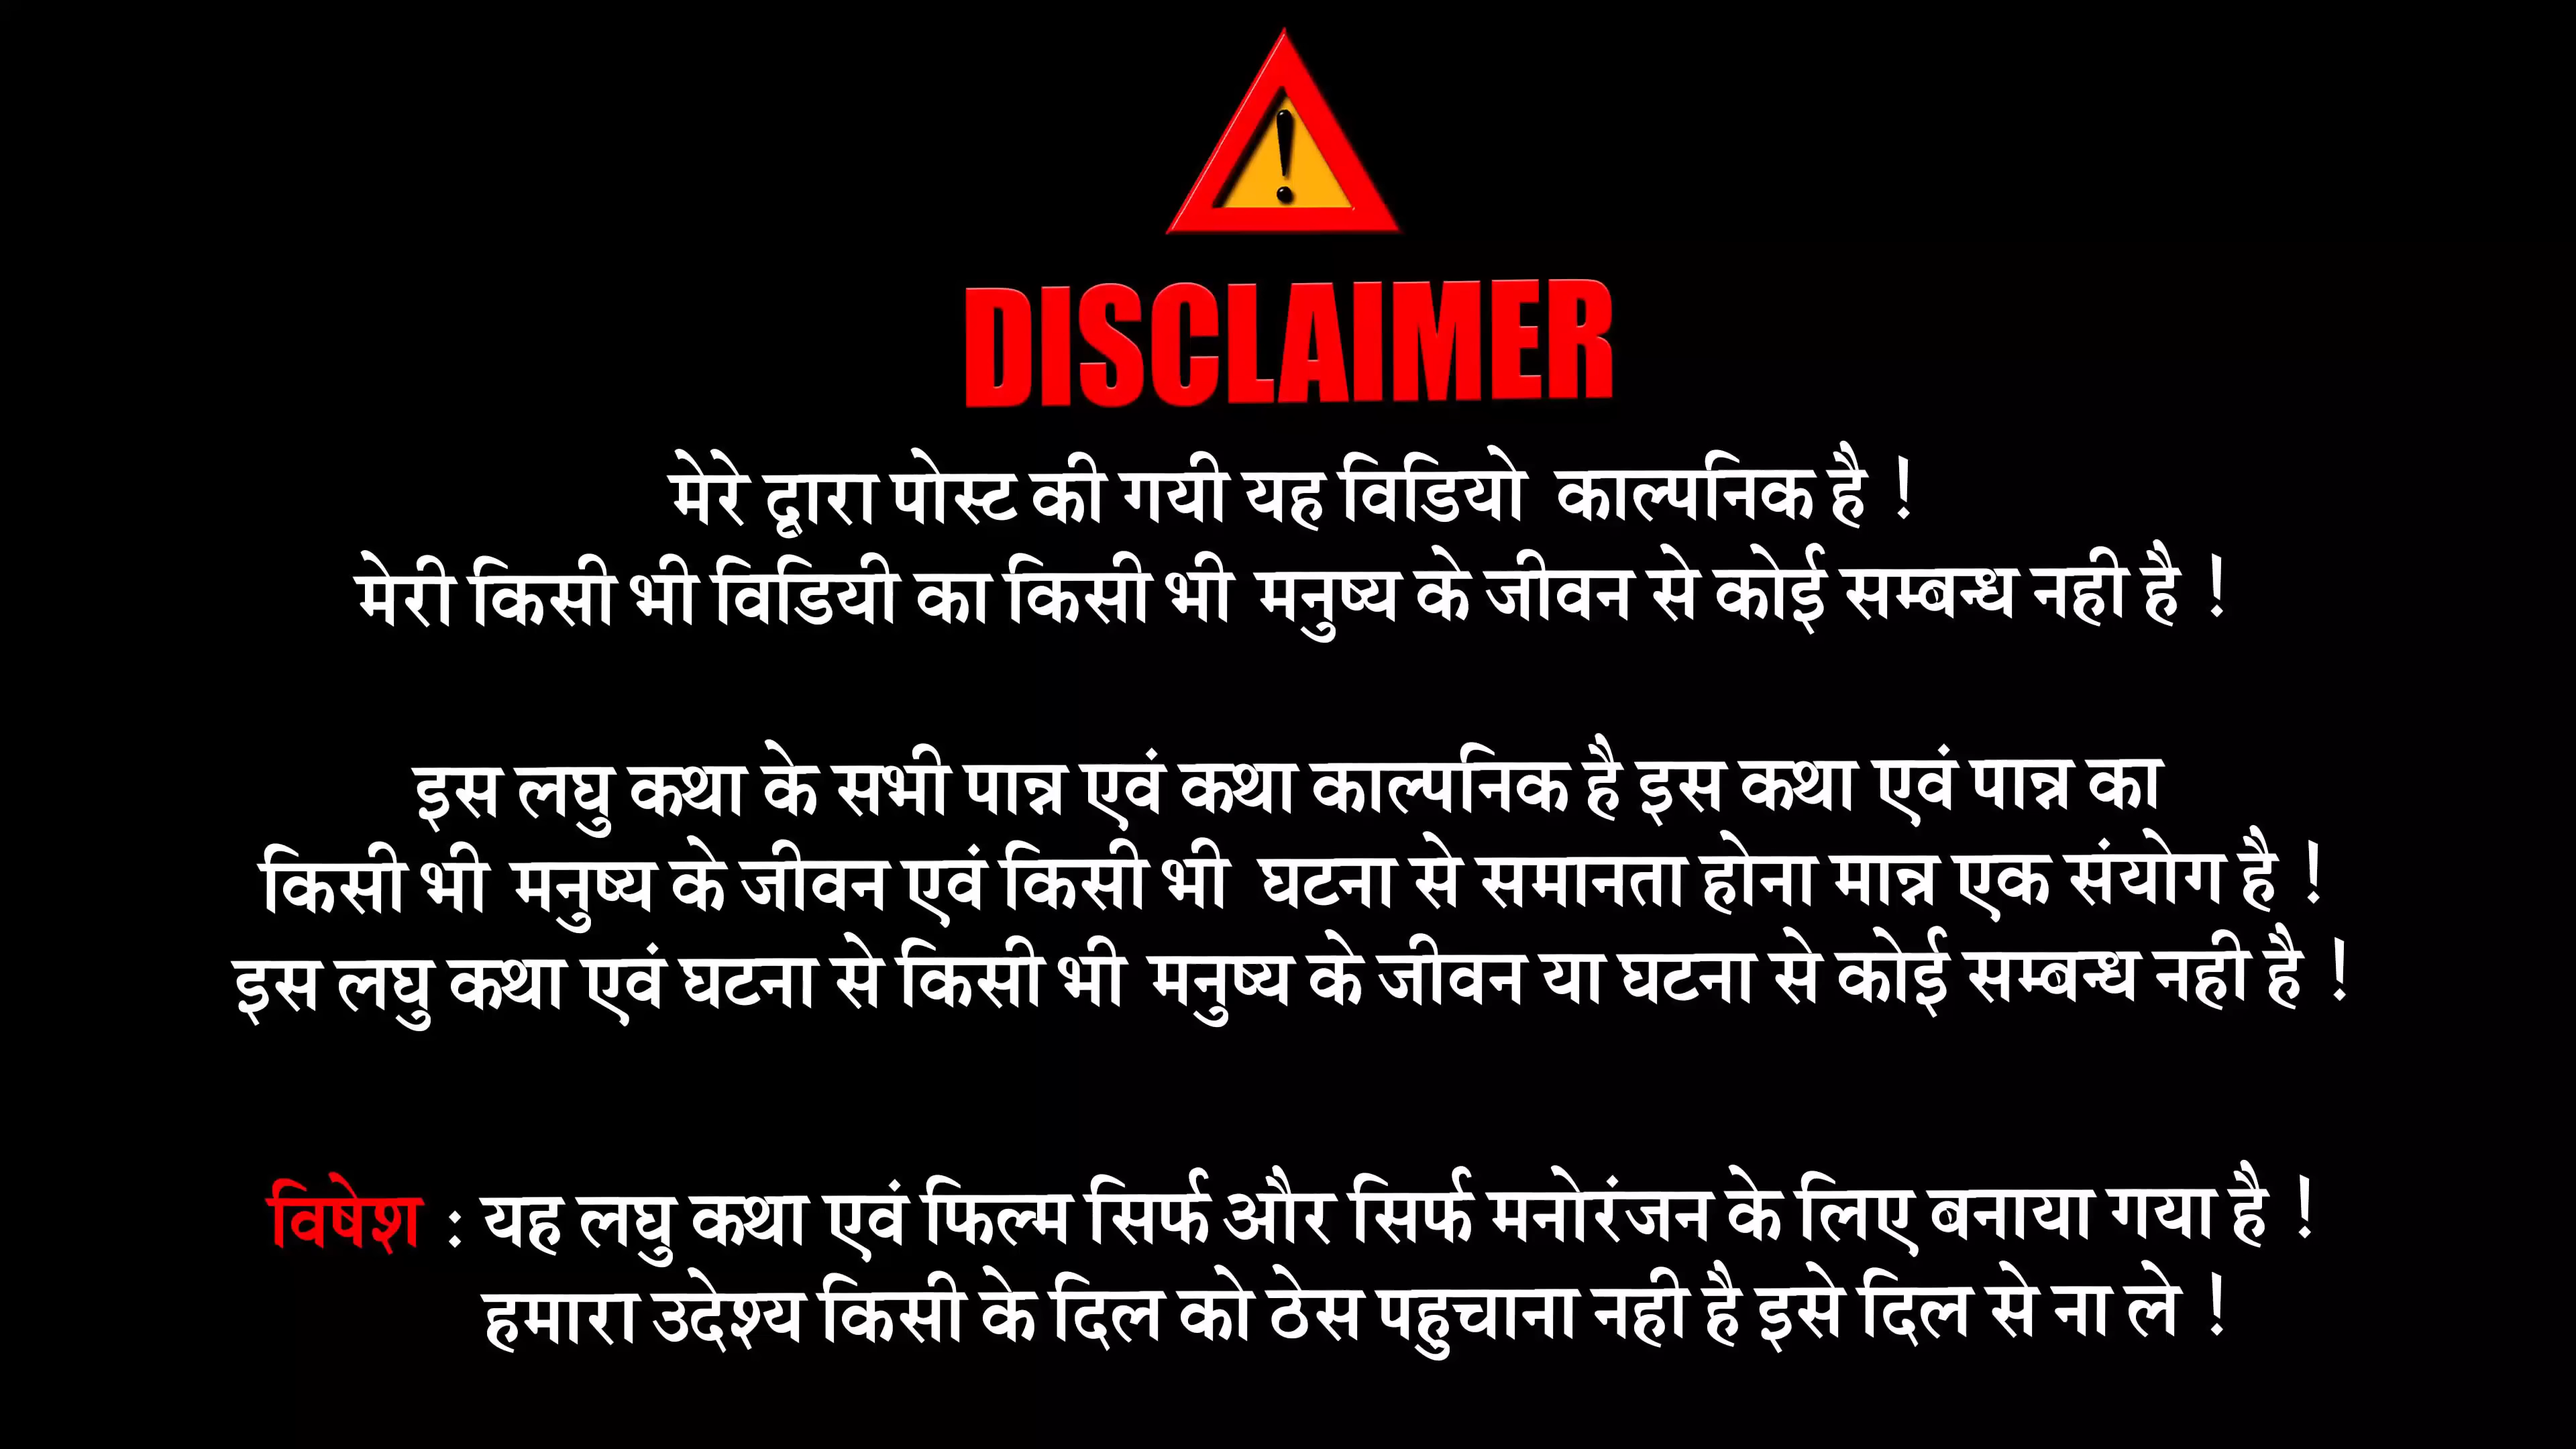 DISCLAIMER
मेरे द्वारा पोस्ट की गयी यह विडियो काल्पनिक है !
मेरी किसी भी विडियी का किसी भी मनुष्य के जीवन से कोई सम्बन्ध नही है !
इस लघु कथा के सभी पान्न एवं कथा काल्पनिक है इस कथा एवं पान्न का
किसी भी मनुष्य के जीवन एवं किसी भी घटना से समानता होना मान्न एक संयोग है !
इस लघु कथा एवं घटना से किसी भी मनुष्य के जीवन या घटना से कोई सम्बन्ध नही है !
विषेश : यह लघु कथा एवं फिल्म सिर्फ और सिर्फ मनोरंजन के लिए बनाया गया है !
हमारा उदेश्य किसी के दिल को ठेस पहुचाना नही है इसे दिल से ना ले !